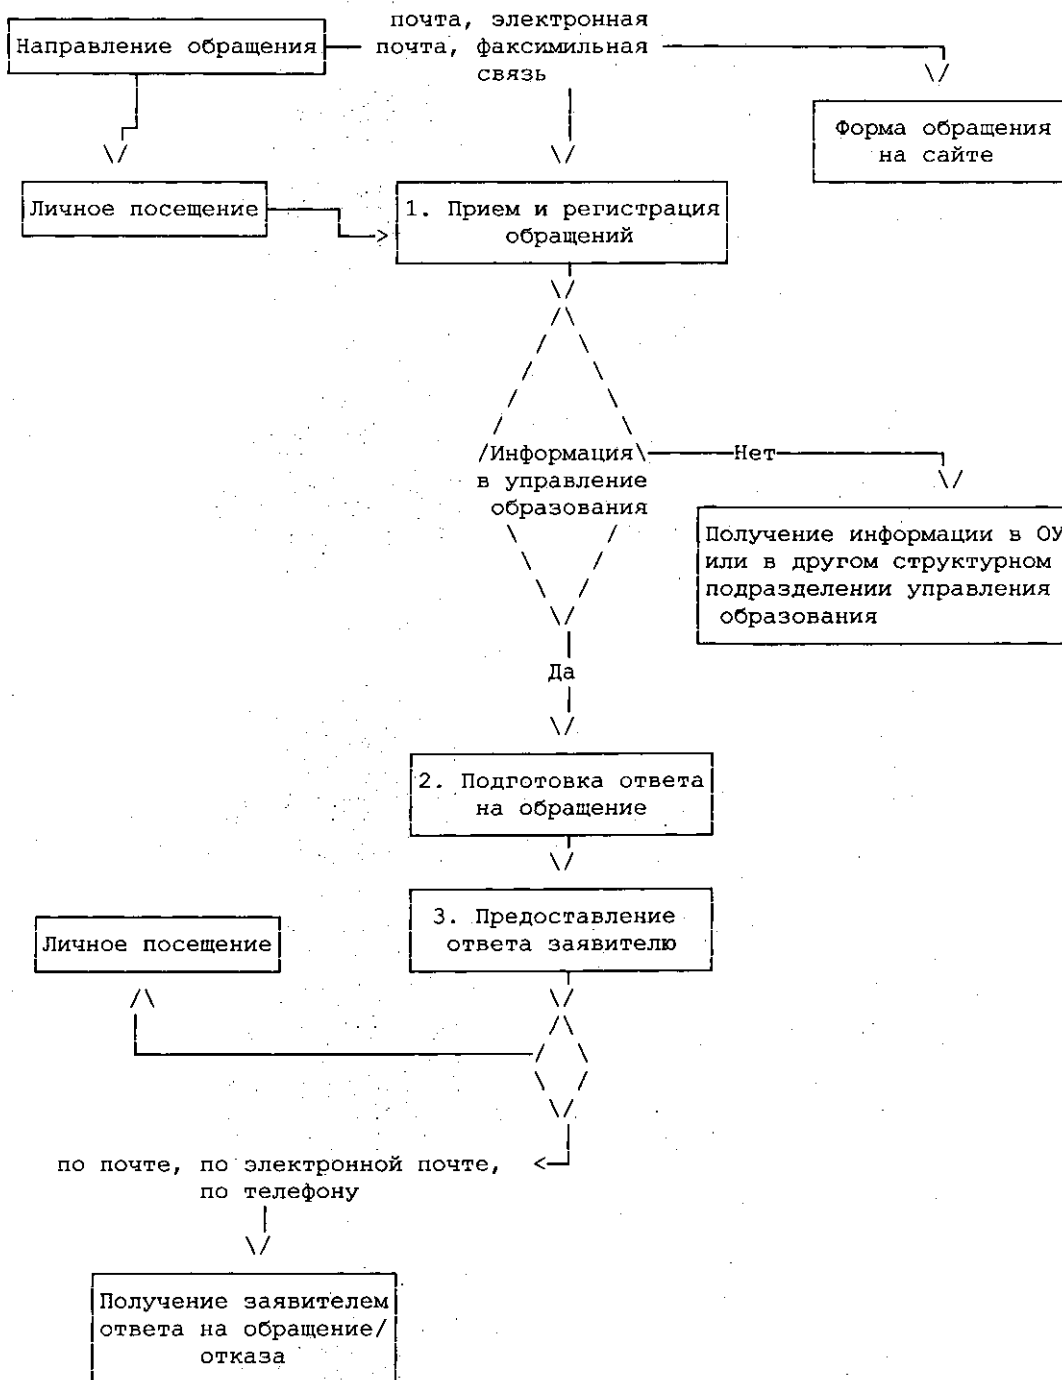 почта, электронная
Направление обращения
почта, факсимильная
связь
Форма обращения
на сайте
Личное посещение
1. Прием и регистрация
обращений
Информация
в управление
образования
Нет
Получение информации в ОУ
или в другом структурном
подразделении управления
образования
Да
2. Подготовка ответа
на обращение
3. Предоставление
ответа заявителю
Личное посещение
по почте, по электронной почте,
по телефону
Получение заявителем
ответа на обращение/
отказа